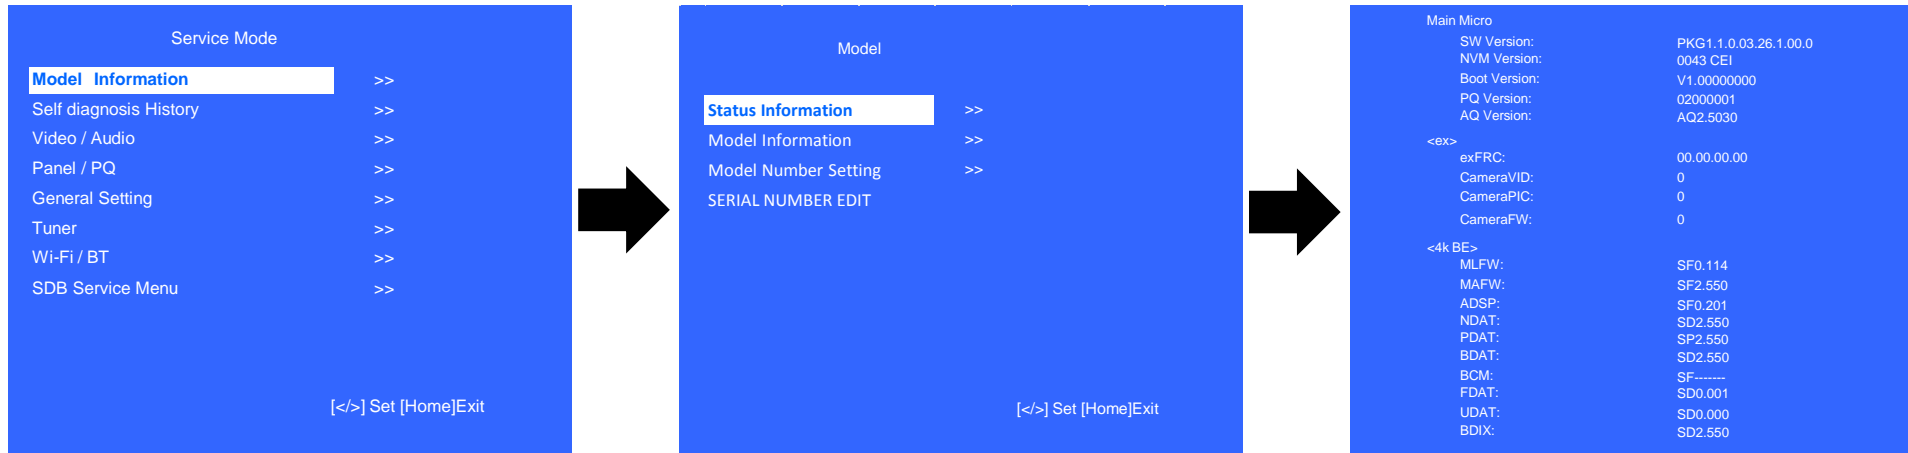 Service Mode
Model Information >>
Self diagnosis History >>
Video / Audio >>
Panel / PQ >>
General Setting >>
Tuner >>
Wi-Fi / BT >>
SDB Service Menu >>
[</>] Set [Home]Exit
Model
Status Information >>
Model Information >>
Model Number Setting >>
SERIAL NUMBER EDIT
[</>] Set [Home]Exit
Main Micro
SW Version: PKG1.1.0.03.26.1.00.0
NVM Version: 0043 CEI
Boot Version: V1.00000000
PQ Version: 02000001
AQ Version: AQ2.5030
<ex>
exFRC: 00.00.00.00
CameraVID: 0
CameraPIC: 0
CameraFW: 0
<4k BE>
MLFW: SF0.114
MAFW: SF2.550
ADSP: SF0.201
NDAT: SD2.550
PDAT: SP2.550
BDAT: SD2.550
BCM: SF-------
FDAT: SD0.001
UDAT: SD0.000
BDIX: SD2.550